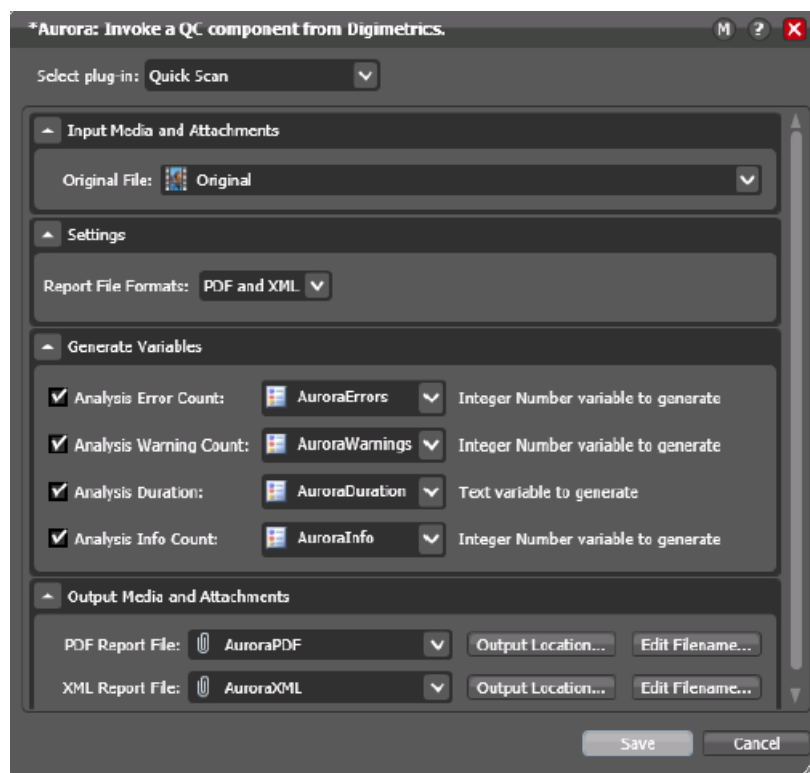 *Aurora: Invoke a QC component from Digimetrics. M ?
Select plug-in: Quick Scan
Input Media and Attachments
Original File: Original
Settings
Report File Formats: PDF and XML
Generate Variables
Analysis Error Count: AuroraErrors Integer Number variable to generate
Analysis Warning Count: AuroraWarnings Integer Number variable to generate
Analysis Duration: AuroraDuration Text variable to generate
Analysis Info Count: AuroraInfo Integer Number variable to generate
Output Media and Attachments
PDF Report File: AuroraPDF Output Location... Edit Filename...
XML Report File: AuroraXML Output Location... Edit Filename...
Save Cancel